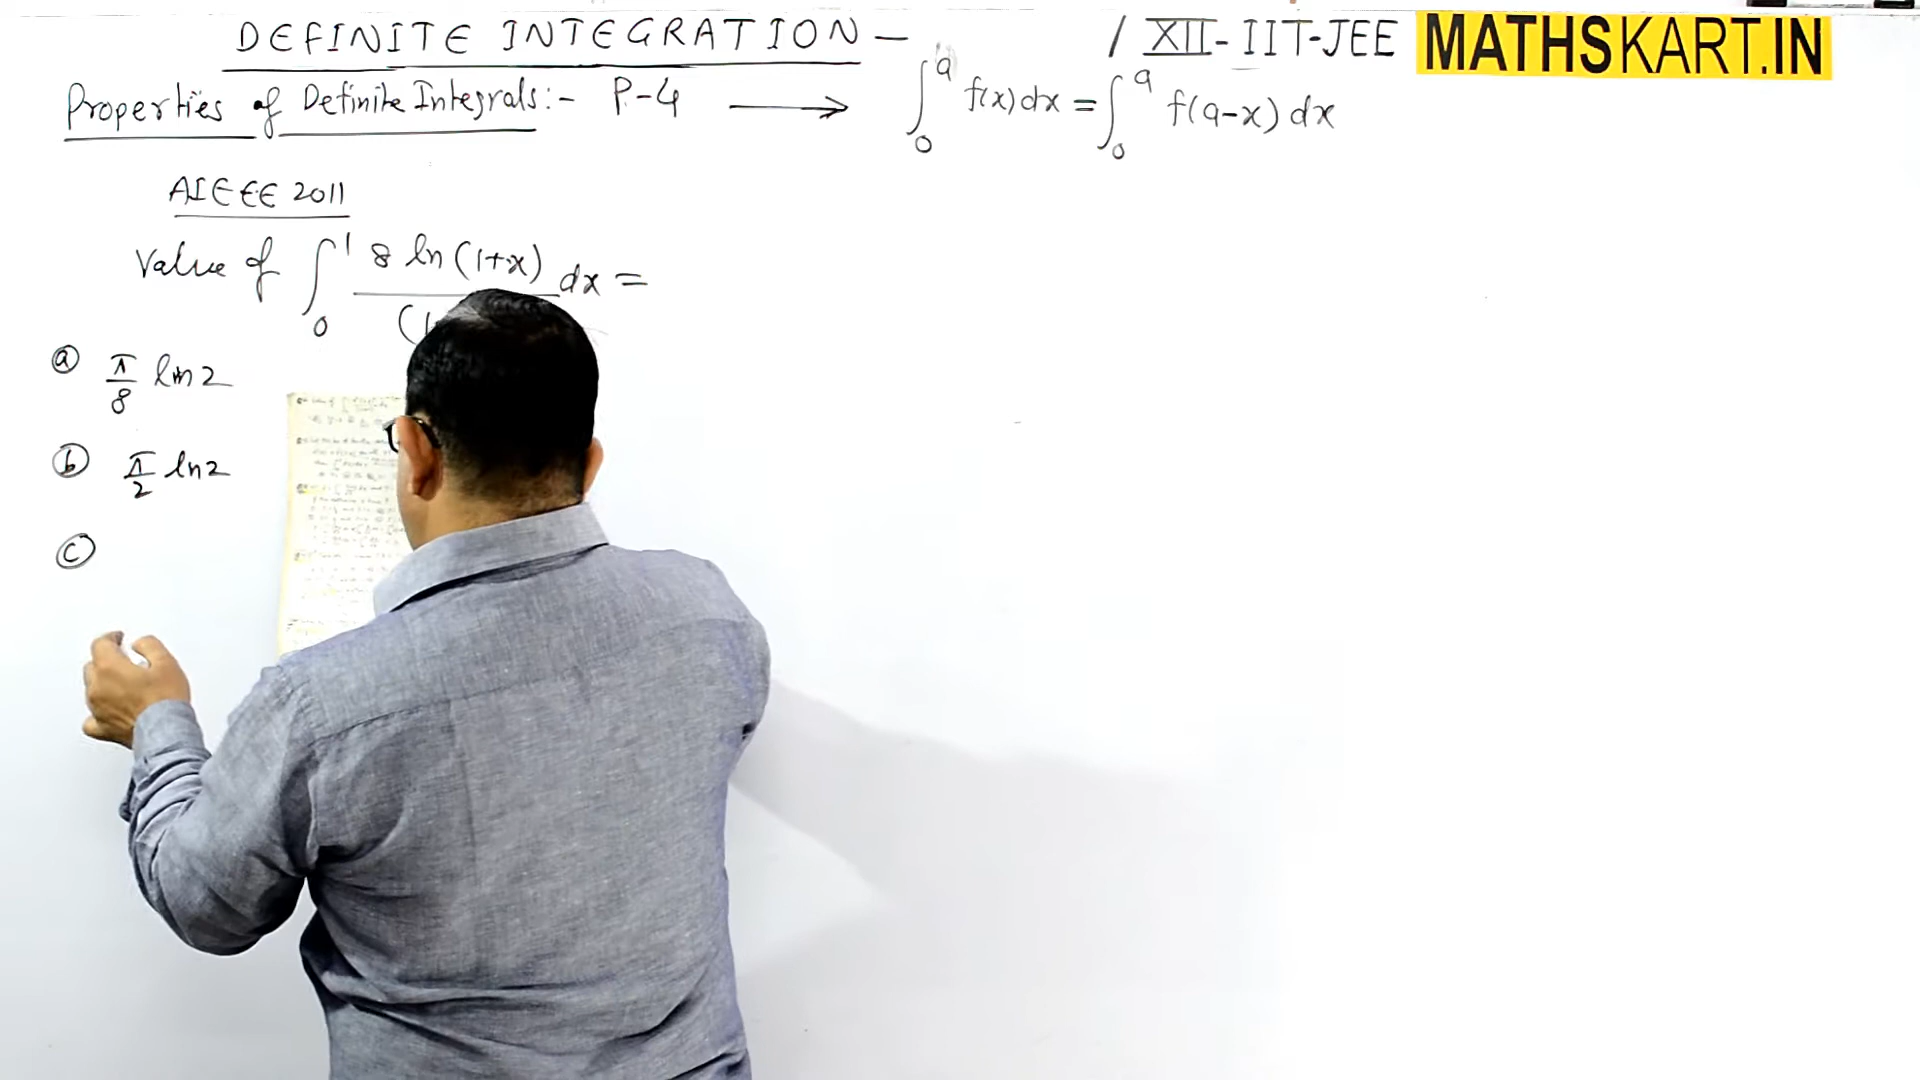 DEFINITE INTEGRATION – / XII-IIT-JEE MATHSKART.IN
Properties of Definite Integrals:- P-4 ⟶ ∫₀ᵃ f(x)dx = ∫₀ᵃ f(a-x) dx
AIEEE 2011
Value of ∫₀¹ 8 ln(1+x) / (1 dx =
ⓐ π/8 ln2
ⓑ π/2 ln2
ⓒ